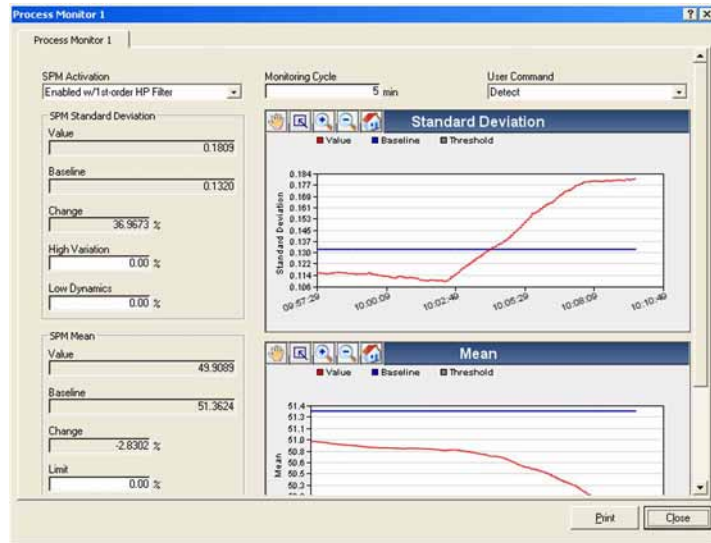 Process Monitor 1
Process Monitor 1
SPM Activation
Enabled w/1st-order HP Filter
Monitoring Cycle
5 min
User Command
Detect
SPM Standard Deviation
Value
0.1809
Baseline
0.1320
Change
36.9673 %
High Variation
0.00 %
Low Dynamics
0.00 %
Standard Deviation
Value Baseline Threshold
Standard Deviation
0.184
0.177
0.169
0.161
0.153
0.145
0.137
0.130
0.122
0.114
0.106
09:57:29 10:00:09 10:02:49 10:05:29 10:08:09 10:10:49
SPM Mean
Value
49.9089
Baseline
51.3624
Change
-2.8302 %
Limit
0.00 %
Mean
Value Baseline Threshold
Mean
51.4
51.3
51.1
51.0
50.8
50.6
50.5
50.3
Print Close